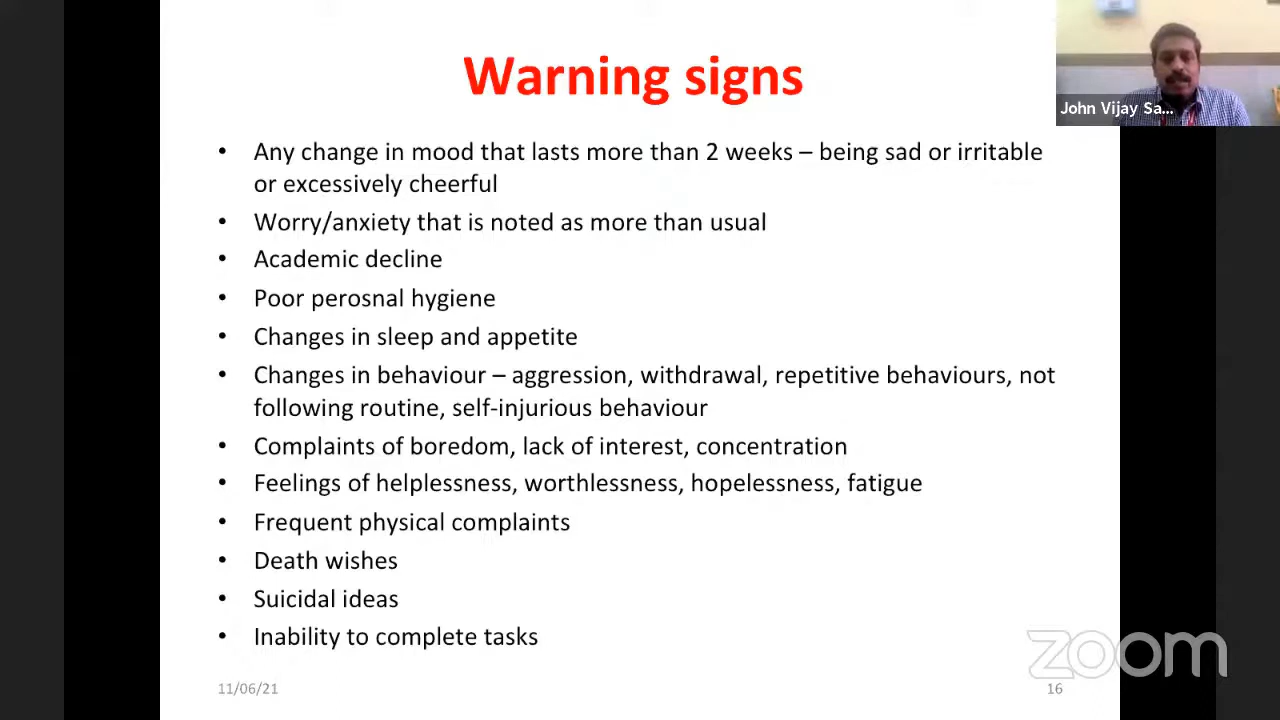 Warning signs
John Vijay Sa...
• Any change in mood that lasts more than 2 weeks – being sad or irritable
or excessively cheerful
• Worry/anxiety that is noted as more than usual
• Academic decline
• Poor perosnal hygiene
• Changes in sleep and appetite
• Changes in behaviour – aggression, withdrawal, repetitive behaviours, not
following routine, self-injurious behaviour
• Complaints of boredom, lack of interest, concentration
• Feelings of helplessness, worthlessness, hopelessness, fatigue
• Frequent physical complaints
• Death wishes
• Suicidal ideas
• Inability to complete tasks
zoom
11/06/21
16